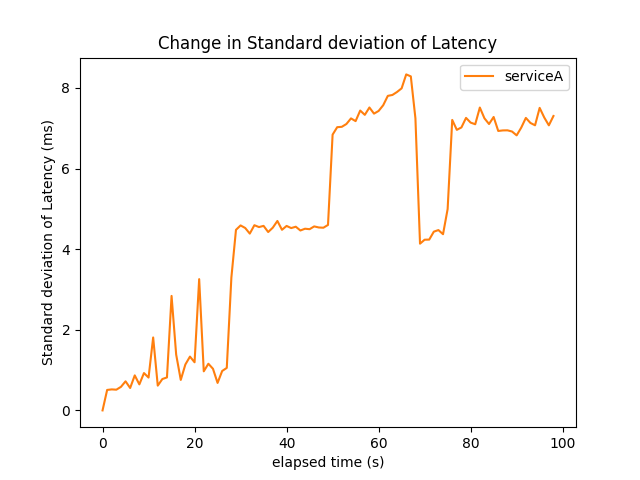 Change in Standard deviation of Latency
serviceA
Standard deviation of Latency (ms)
8
6
4
2
0
0 20 40 60 80 100
elapsed time (s)